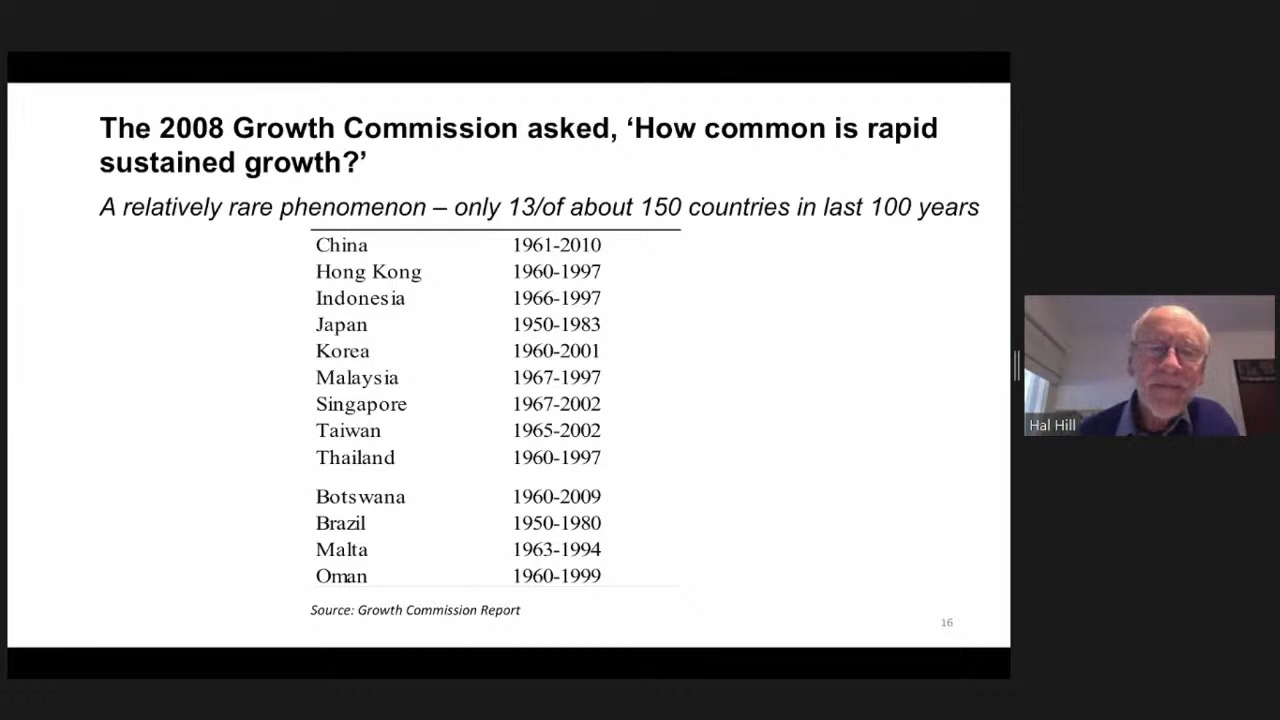 The 2008 Growth Commission asked, ‘How common is rapid
sustained growth?’
A relatively rare phenomenon – only 13/of about 150 countries in last 100 years
China 1961-2010
Hong Kong 1960-1997
Indonesia 1966-1997
Japan 1950-1983
Korea 1960-2001
Malaysia 1967-1997
Singapore 1967-2002
Taiwan 1965-2002
Thailand 1960-1997
Botswana 1960-2009
Brazil 1950-1980
Malta 1963-1994
Oman 1960-1999
Source: Growth Commission Report
16
Hal Hill